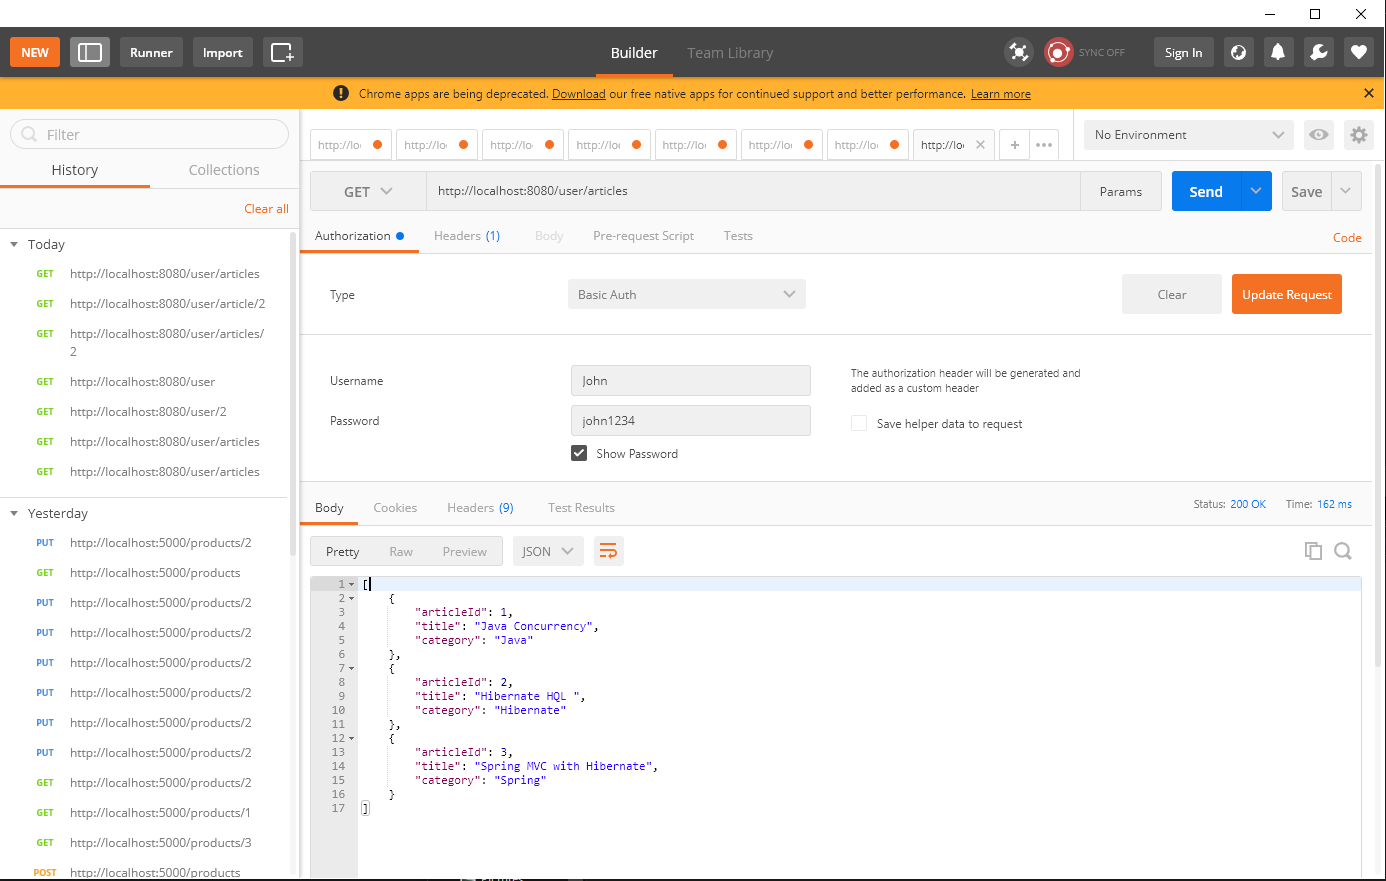 NEW
Runner
Import
Builder
Team Library
SYNC OFF
Sign In
Chrome apps are being deprecated. Download our free native apps for continued support and better performance. Learn more
Filter
History
Collections
Clear all
Today
GET http://localhost:8080/user/articles
GET http://localhost:8080/user/article/2
GET http://localhost:8080/user/articles/
2
GET http://localhost:8080/user
GET http://localhost:8080/user/2
GET http://localhost:8080/user/articles
GET http://localhost:8080/user/articles
Yesterday
PUT http://localhost:5000/products/2
GET http://localhost:5000/products
PUT http://localhost:5000/products/2
PUT http://localhost:5000/products/2
PUT http://localhost:5000/products/2
PUT http://localhost:5000/products/2
PUT http://localhost:5000/products/2
PUT http://localhost:5000/products/2
GET http://localhost:5000/products/2
GET http://localhost:5000/products/1
GET http://localhost:5000/products/3
POST http://localhost:5000/products
http://lo http://lo http://lo http://lo http://lo http://lo http://lo http://lo
No Environment
GET http://localhost:8080/user/articles Params Send Save
Authorization Headers (1) Body Pre-request Script Tests Code
Type Basic Auth Clear Update Request
Username John
Password john1234
Show Password
The authorization header will be generated and
added as a custom header
Save helper data to request
Body Cookies Headers (9) Test Results Status: 200 OK Time: 162 ms
Pretty Raw Preview JSON
1 [
2 {
3 "articleId": 1,
4 "title": "Java Concurrency",
5 "category": "Java"
6 },
7 {
8 "articleId": 2,
9 "title": "Hibernate HQL ",
10 "category": "Hibernate"
11 },
12 {
13 "articleId": 3,
14 "title": "Spring MVC with Hibernate",
15 "category": "Spring"
16 }
17 ]